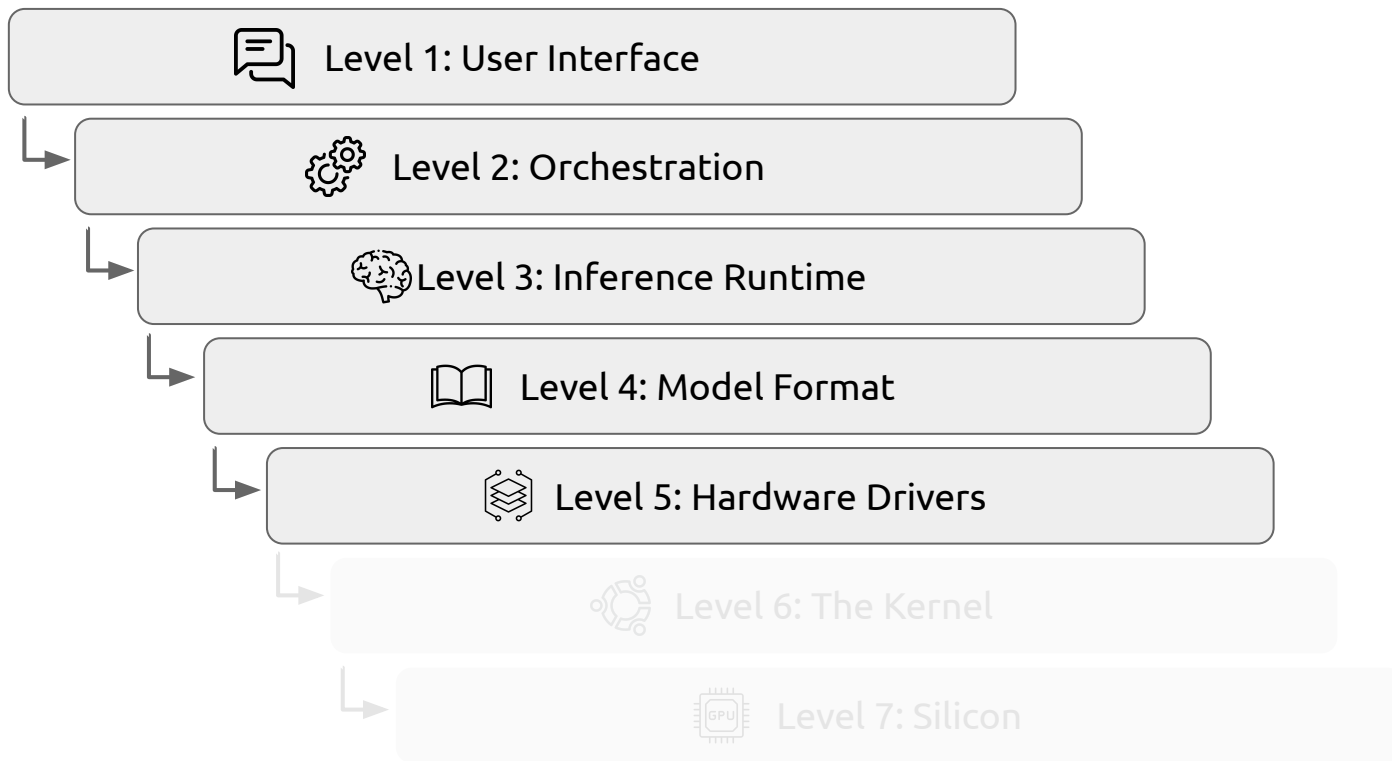 Level 1: User Interface
Level 2: Orchestration
Level 3: Inference Runtime
Level 4: Model Format
Level 5: Hardware Drivers
Level 6: The Kernel
GPU
Level 7: Silicon